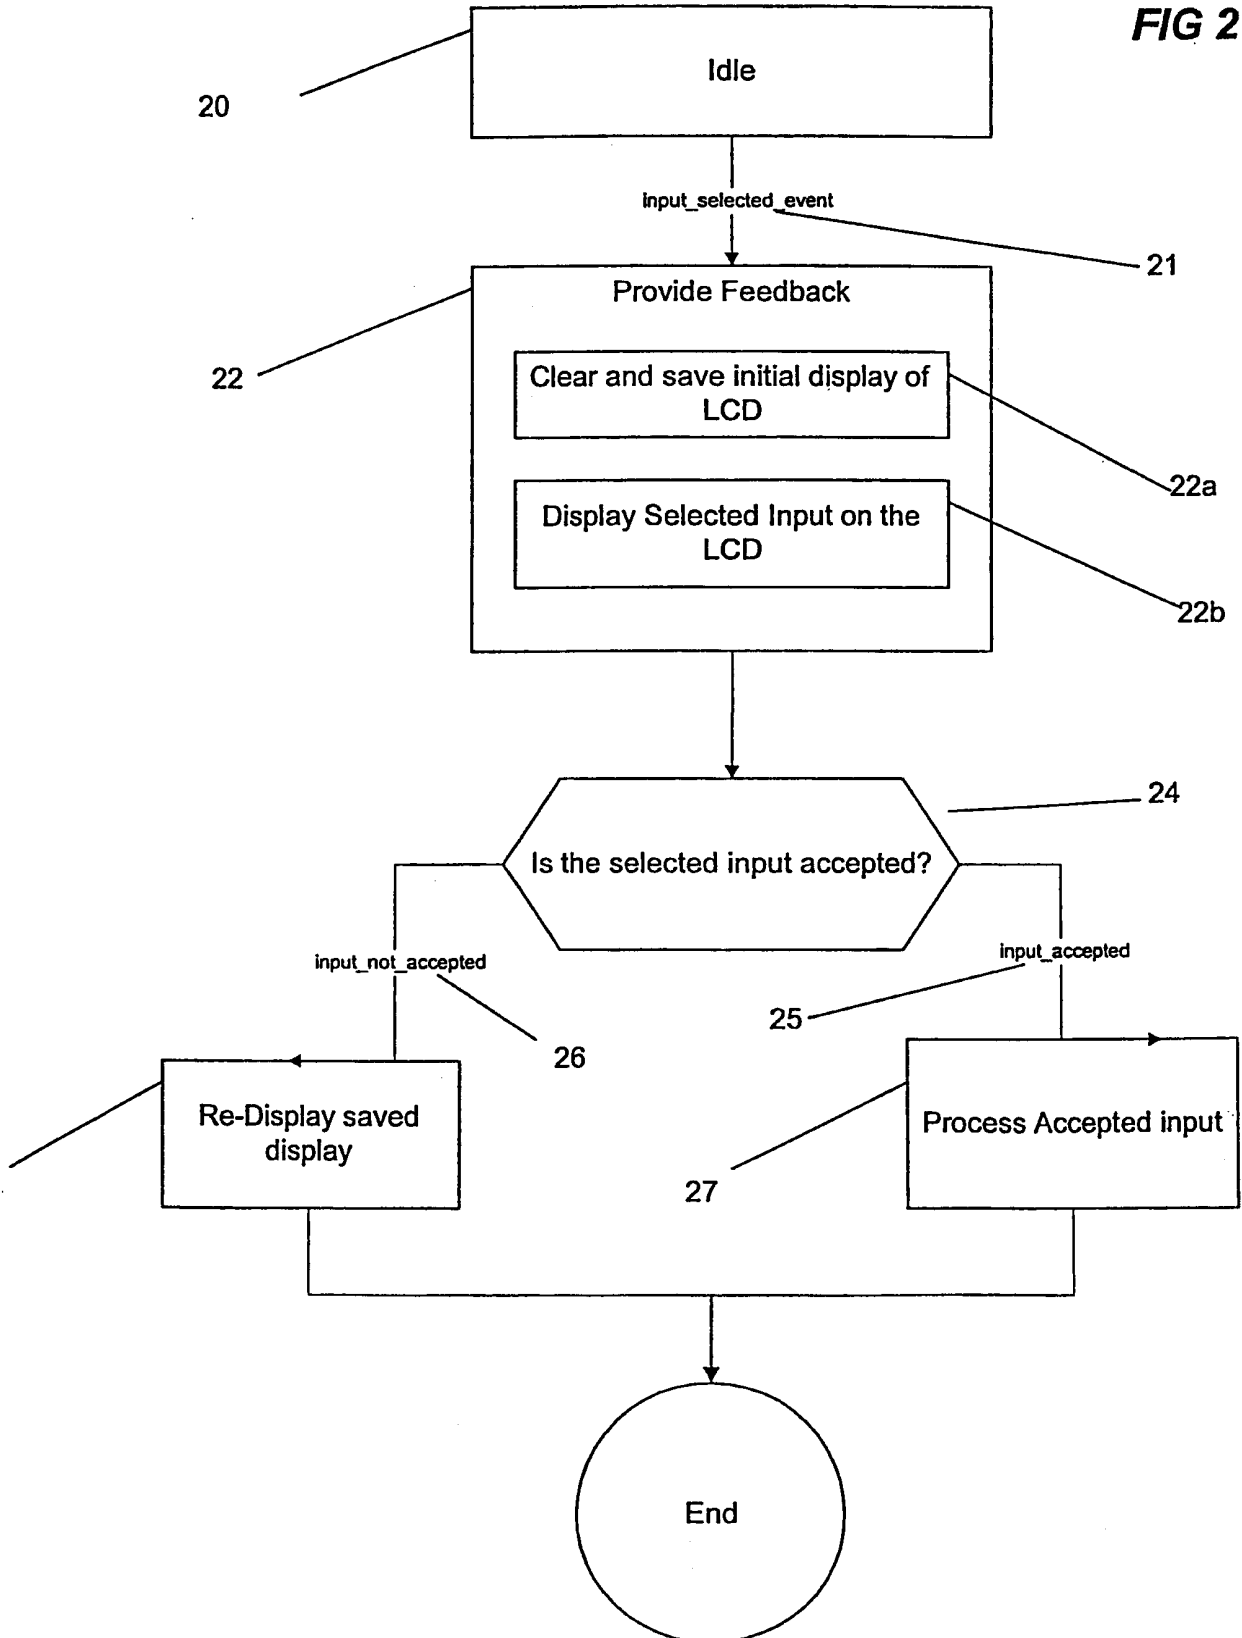 FIG 2
Idle
20
input_selected_event
21
Provide Feedback
22
Clear and save initial display of
LCD
22a
Display Selected Input on the
LCD
22b
24
Is the selected input accepted?
input_not_accepted
input_accepted
25
26
Re-Display saved
display
Process Accepted input
27
End